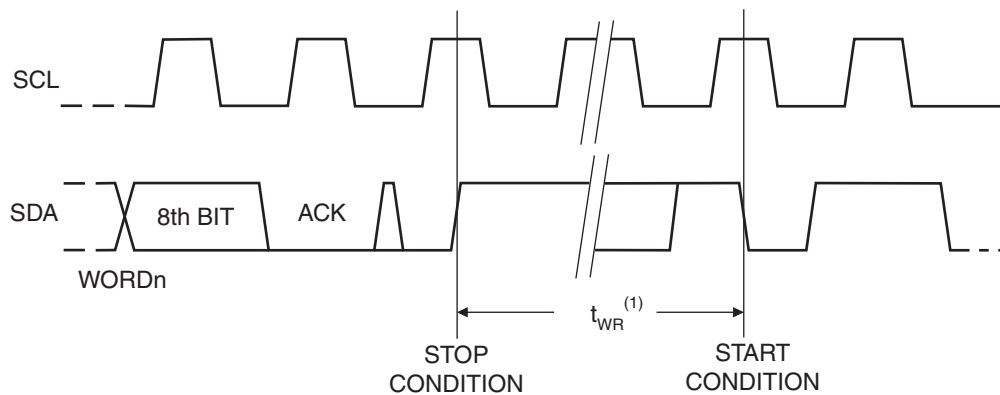 SCL
SDA
8th BIT
ACK
WORDn
tWR(1)
STOP
CONDITION
START
CONDITION